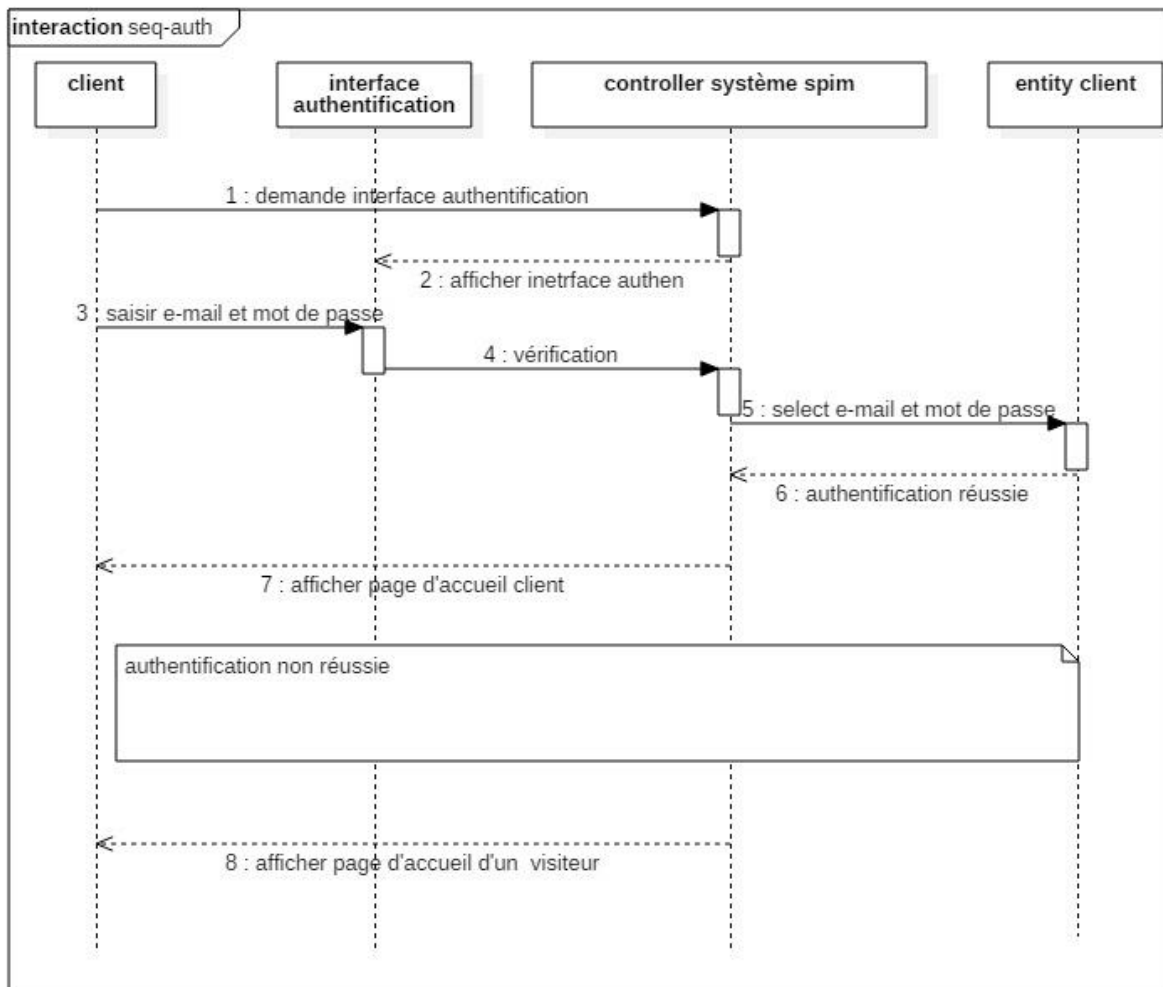 interaction seq-auth
client
interface
authentification
controller système spim
entity client
1 : demande interface authentification
2 : afficher inetrface authen
3 : saisir e-mail et mot de passe
4 : vérification
5 : select e-mail et mot de passe
6 : authentification réussie
7 : afficher page d'accueil client
authentification non réussie
8 : afficher page d'accueil d'un visiteur